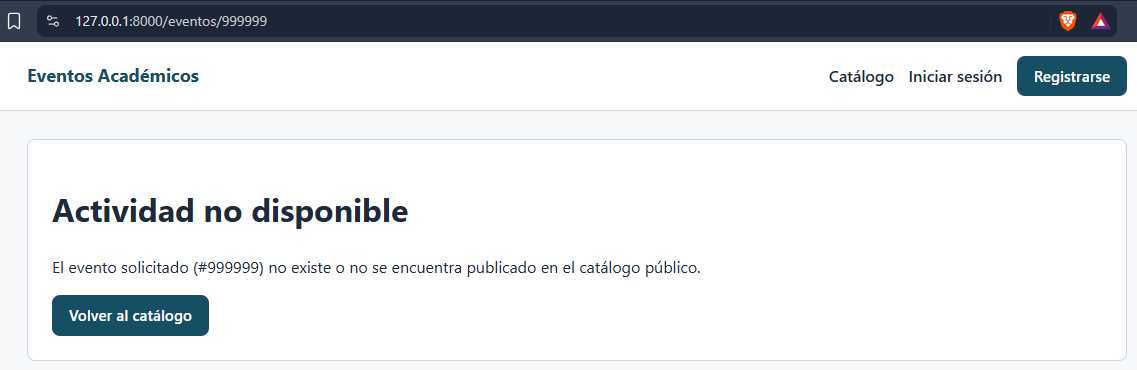 127.0.0.1:8000/eventos/999999
Eventos Académicos
Catálogo Iniciar sesión Registrarse
Actividad no disponible
El evento solicitado (#999999) no existe o no se encuentra publicado en el catálogo público.
Volver al catálogo